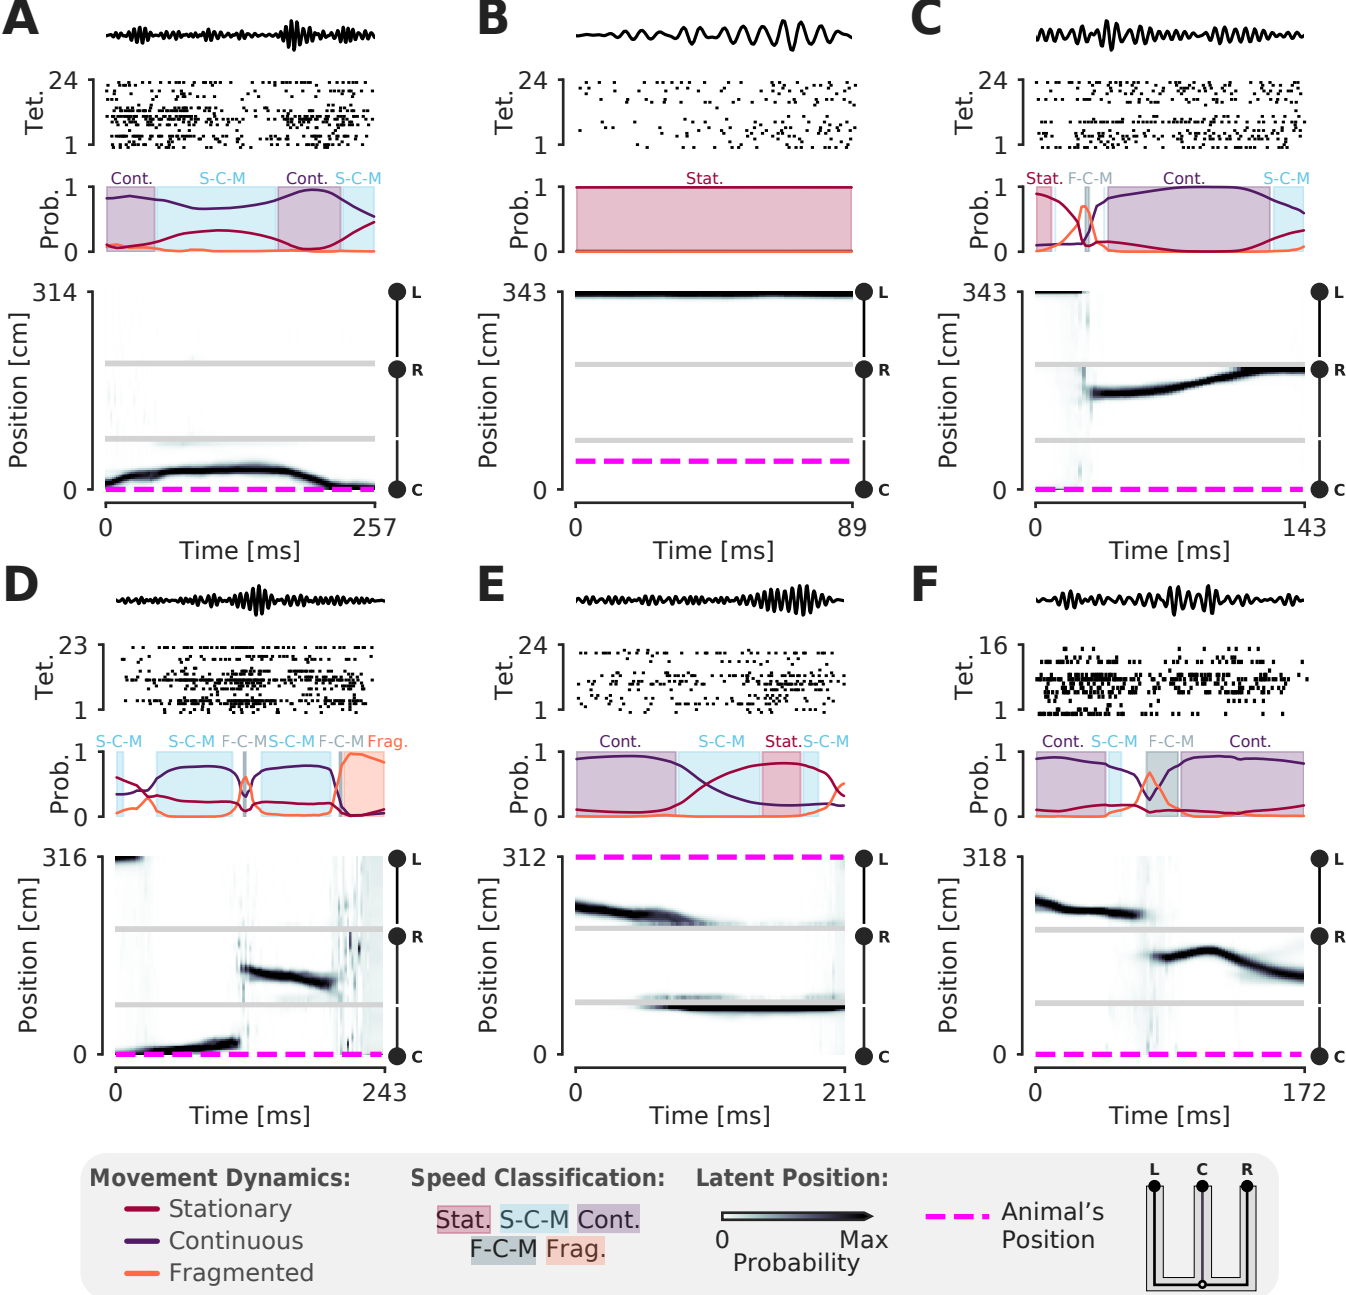 A
B
C
24
Tet.
1
24
Tet.
1
24
Tet.
1
Cont. S-C-M Cont. S-C-M
1
Prob.
0
Stat.
1
Prob.
0
Stat. F-C-M Cont. S-C-M
1
Prob.
0
314
Position [cm]
0
L
R
C
0 257
Time [ms]
343
Position [cm]
0
L
R
C
0 89
Time [ms]
343
Position [cm]
0
L
R
C
0 143
Time [ms]
D
E
F
23
Tet.
1
24
Tet.
1
16
Tet.
1
S-C-M S-C-M F-C-M S-C-M F-C-M Frag.
1
Prob.
0
Cont. S-C-M Stat. S-C-M
1
Prob.
0
Cont. S-C-M F-C-M Cont.
1
Prob.
0
316
Position [cm]
0
L
R
C
0 243
Time [ms]
312
Position [cm]
0
L
R
C
0 211
Time [ms]
318
Position [cm]
0
L
R
C
0 172
Time [ms]
Movement Dynamics:
Stationary
Continuous
Fragmented
Speed Classification:
Stat. S-C-M Cont.
F-C-M Frag.
Latent Position:
0 Max
Probability
Animal's
Position
L C R